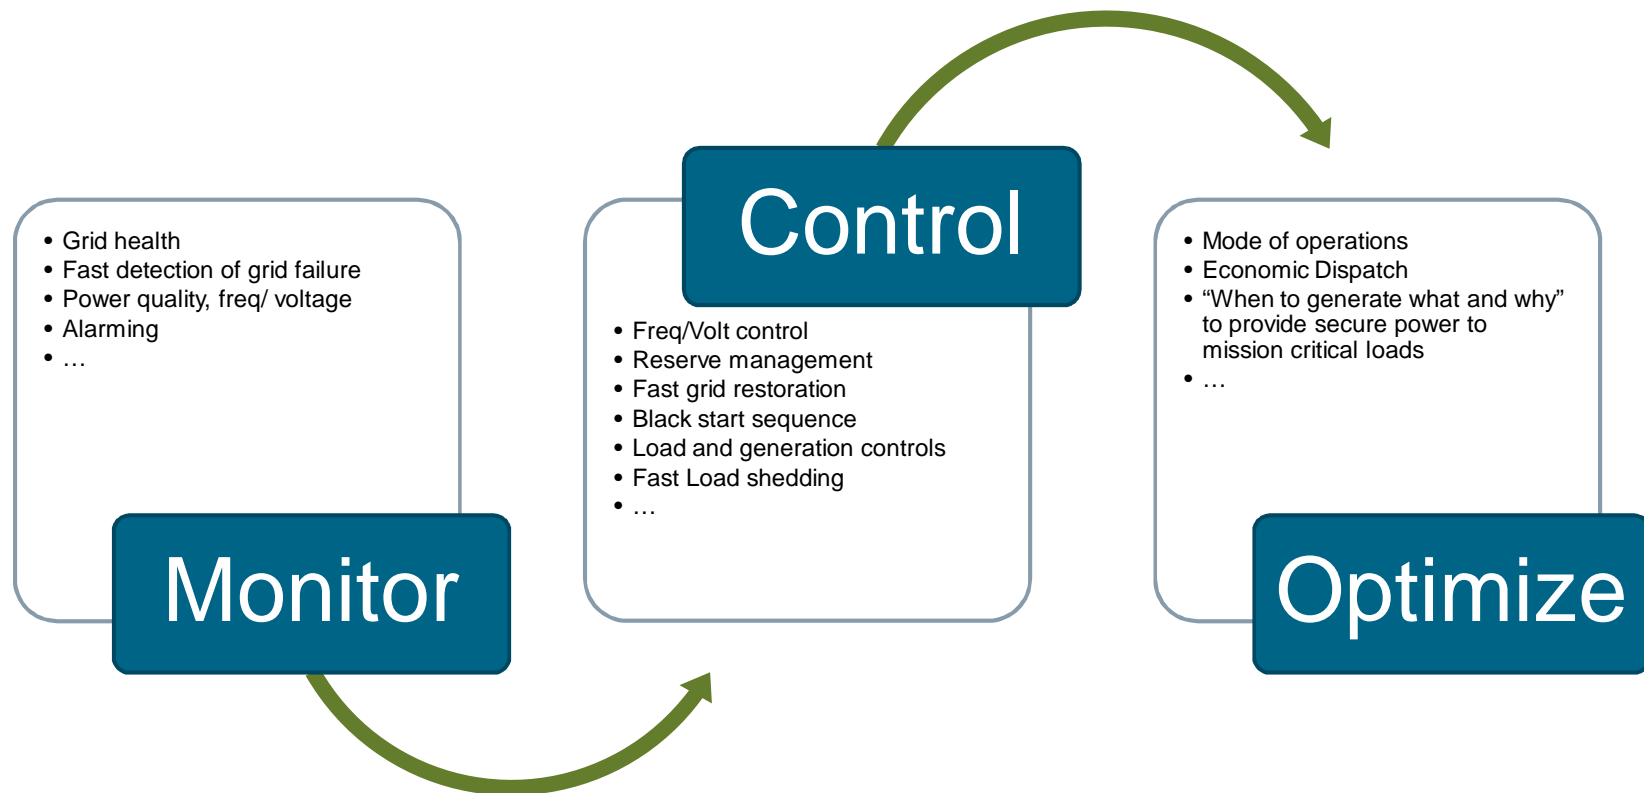 • Grid health
• Fast detection of grid failure
• Power quality, freq/ voltage
• Alarming
• …
Monitor
Control
• Freq/Volt control
• Reserve management
• Fast grid restoration
• Black start sequence
• Load and generation controls
• Fast Load shedding
• …
• Mode of operations
• Economic Dispatch
• “When to generate what and why”
to provide secure power to
mission critical loads
• …
Optimize